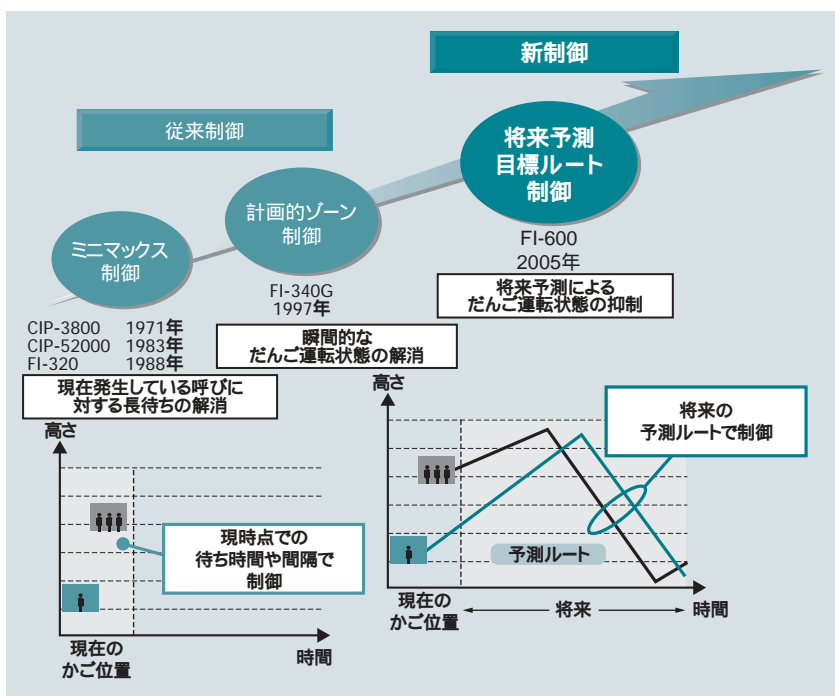 新制御
従来制御
将来予測
目標ルート
制御
計画的ゾーン
制御
ミニマックス
制御
FI-600
2005年
将来予測による
だんご運転状態の抑制
FI-340G
1997年
瞬間的な
だんご運転状態の解消
CIP-3800 1971年
CIP-52000 1983年
FI-320 1988年
現在発生している呼びに
対する長待ちの解消
高さ
現時点での
待ち時間や間隔で
制御
現在の
かご位置
時間
高さ
将来の
予測ルートで制御
予測ルート
現在の
かご位置
将来
時間